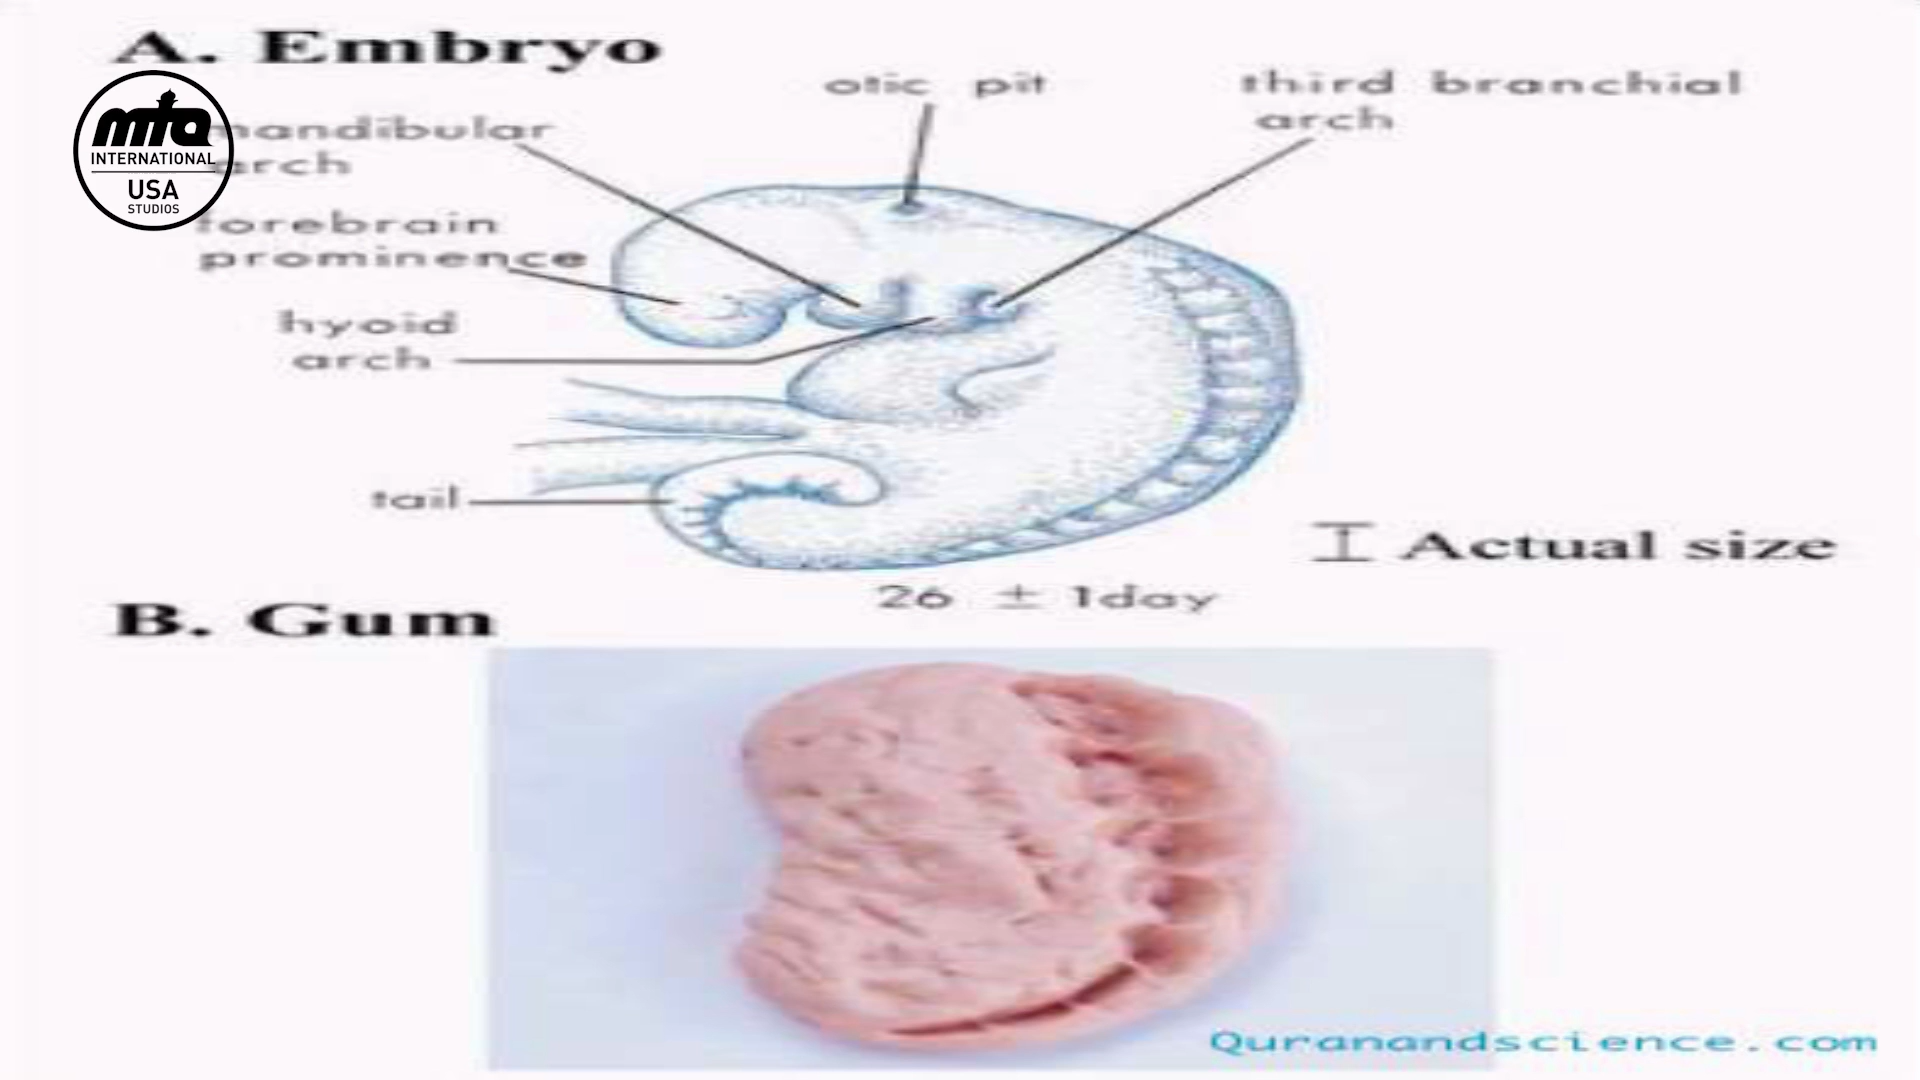 A. Embryo
mta
INTERNATIONAL
USA
STUDIOS
otic pit
third branchial
arch
mandibular
arch
forebrain
prominence
hyoid
arch
tail
Actual size
26 ± 1day
B. Gum
Quranandscience.com